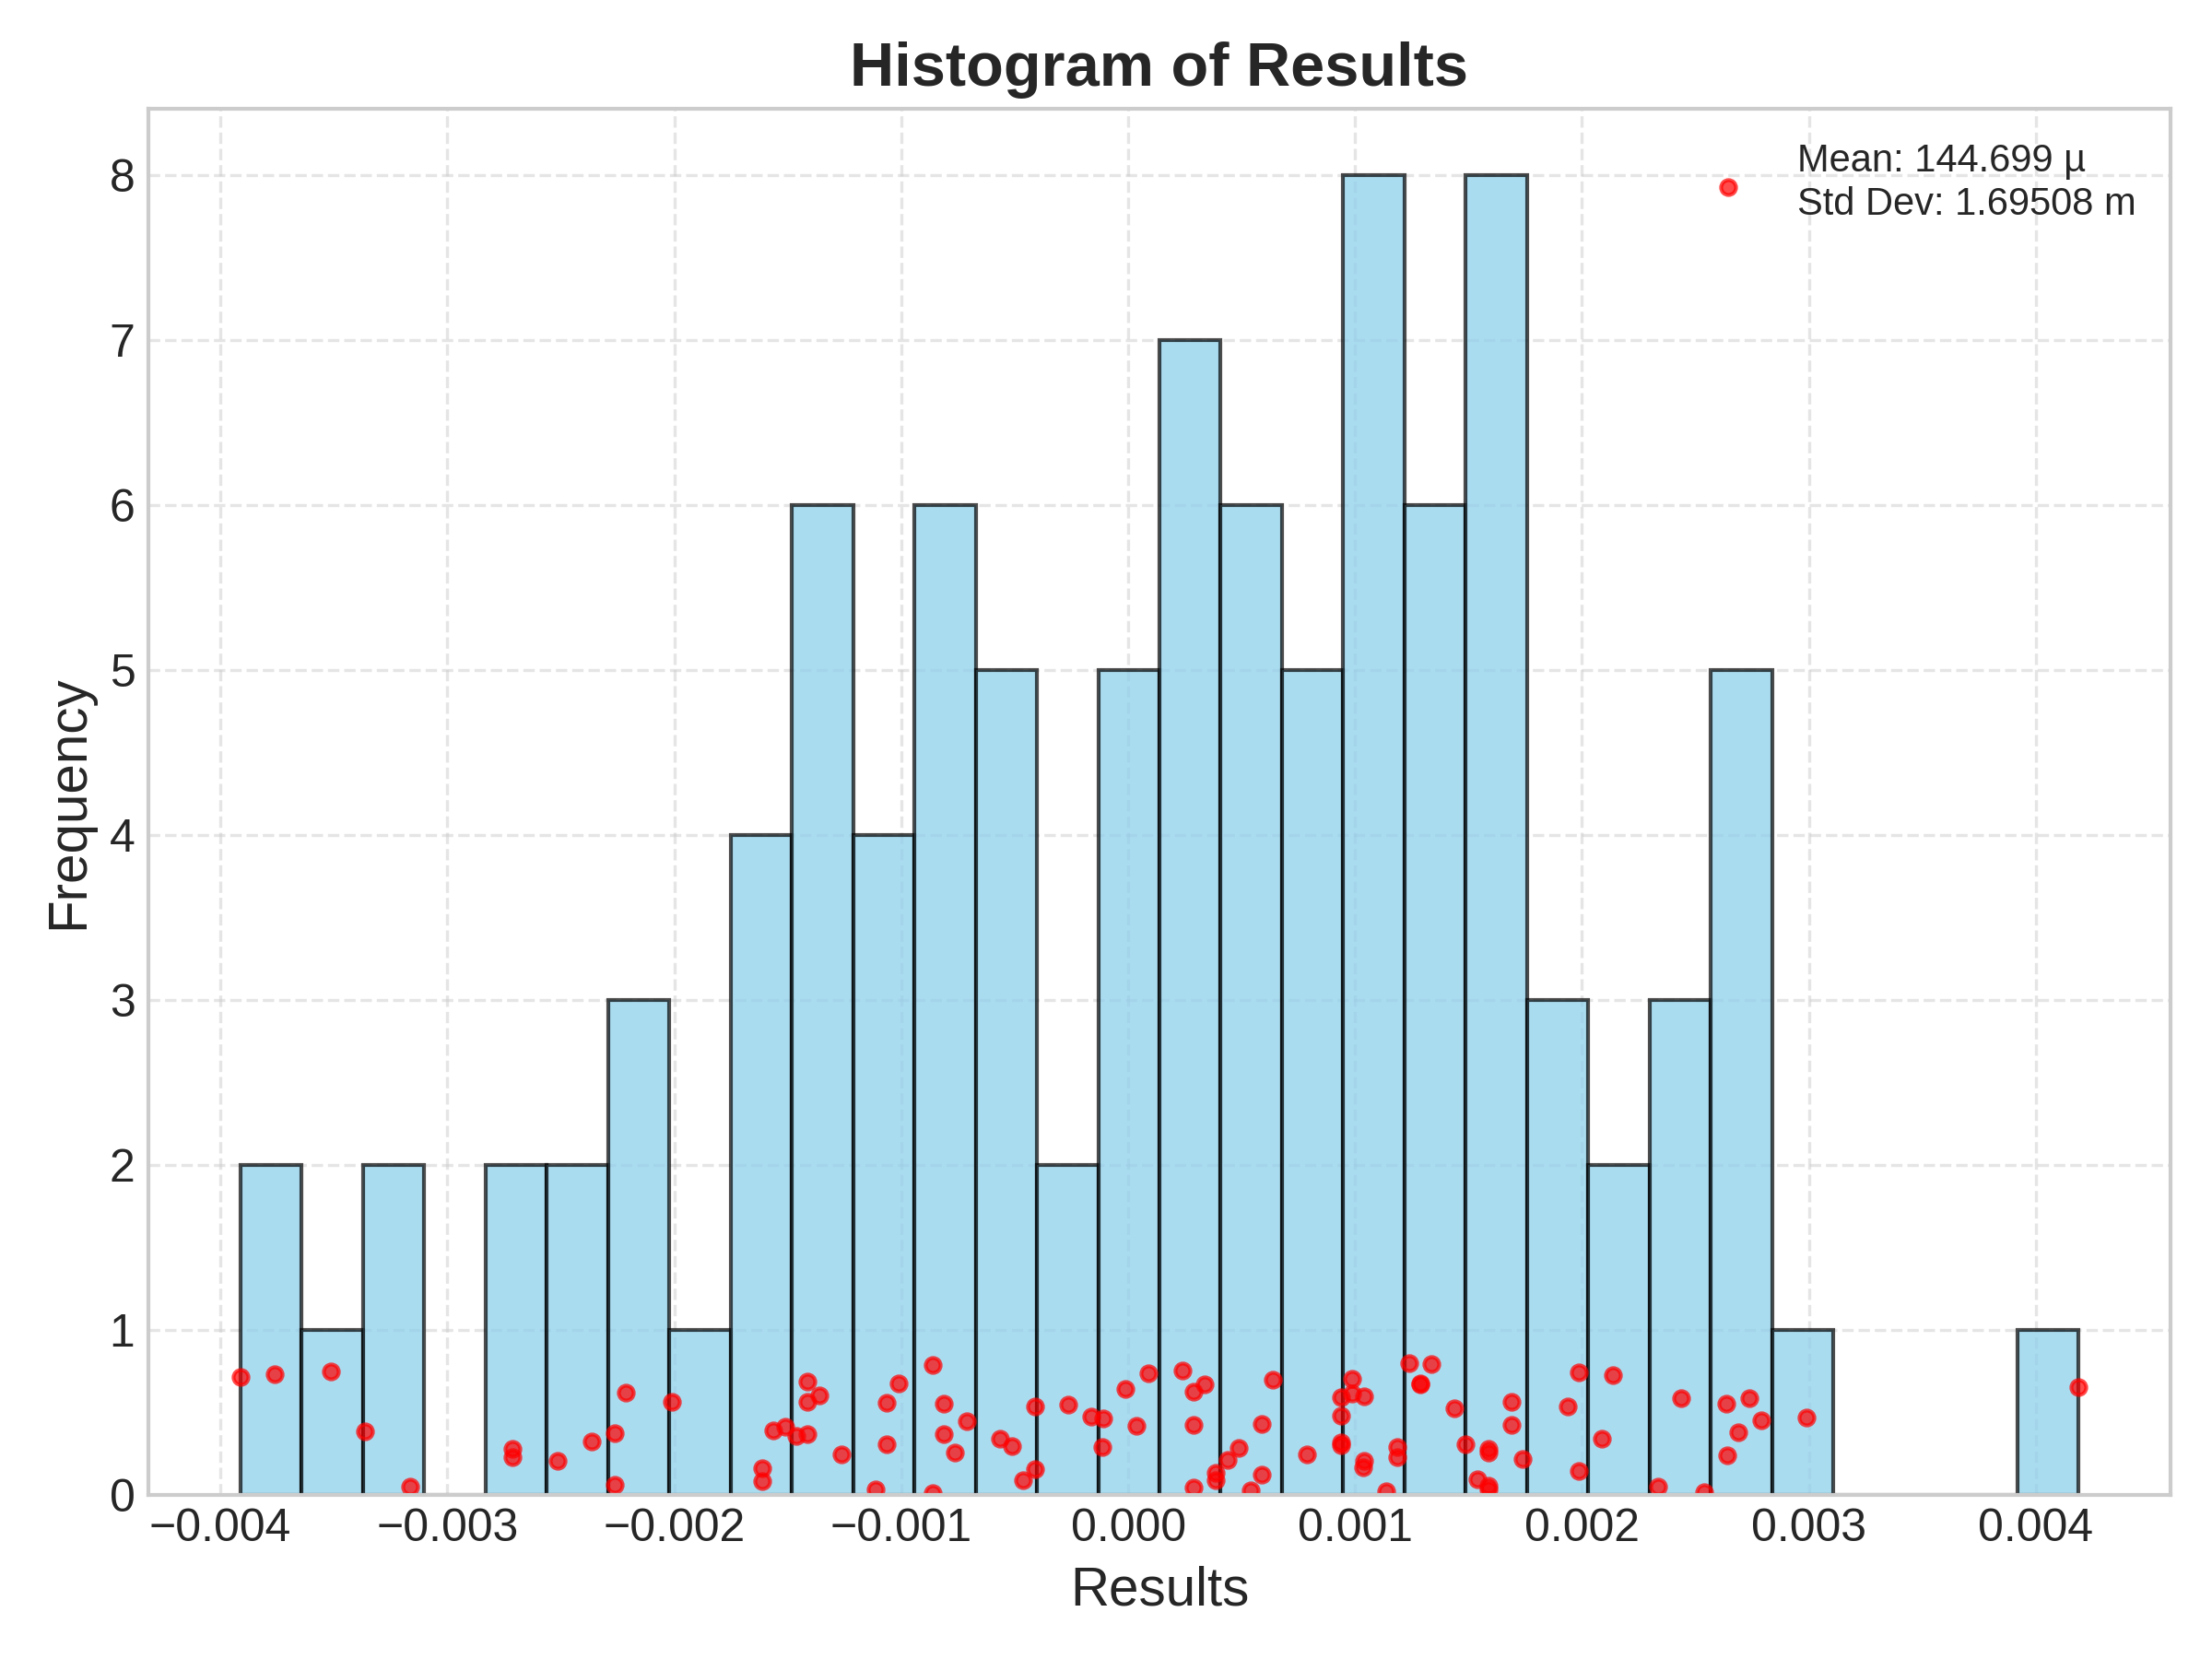 Histogram of Results
Mean: 144.699 µ
Std Dev: 1.69508 m
Frequency
8
7
6
5
4
3
2
1
0
−0.004 −0.003 −0.002 −0.001 0.000 0.001 0.002 0.003 0.004
Results